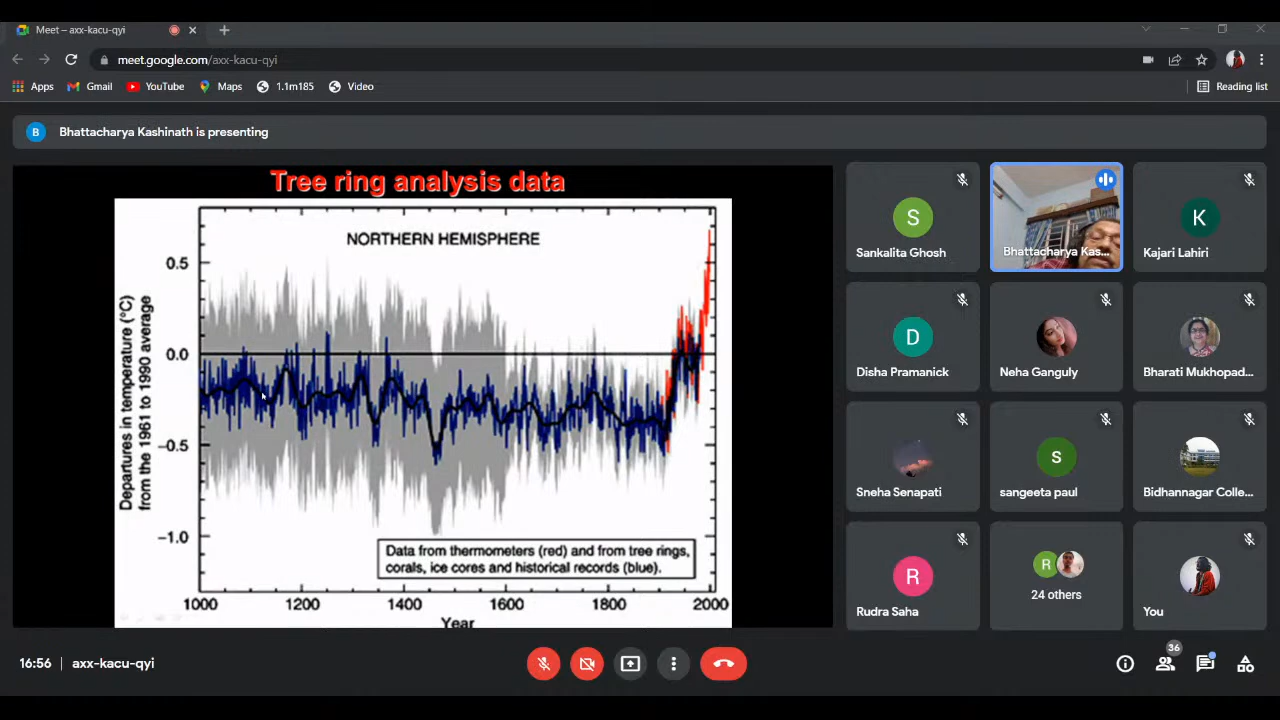 Meet – axx-kacu-qyi
meet.google.com/axx-kacu-qyi
Apps Gmail YouTube Maps 1.1m185 Video Reading list
B Bhattacharya Kashinath is presenting
Tree ring analysis data
NORTHERN HEMISPHERE
Departures in temperature (°C)
from the 1961 to 1990 average
0.5
0.0
−0.5
−1.0
Data from thermometers (red) and from tree rings,
corals, ice cores and historical records (blue).
1000 1200 1400 1600 1800 2000
Year
S
Sankalita Ghosh
Bhattacharya Kas...
K
Kajari Lahiri
D
Disha Pramanick
Neha Ganguly
Bharati Mukhopad...
Sneha Senapati
s
sangeeta paul
Bidhannagar Colle...
R
Rudra Saha
R
24 others
You
16:56 | axx-kacu-qyi
36